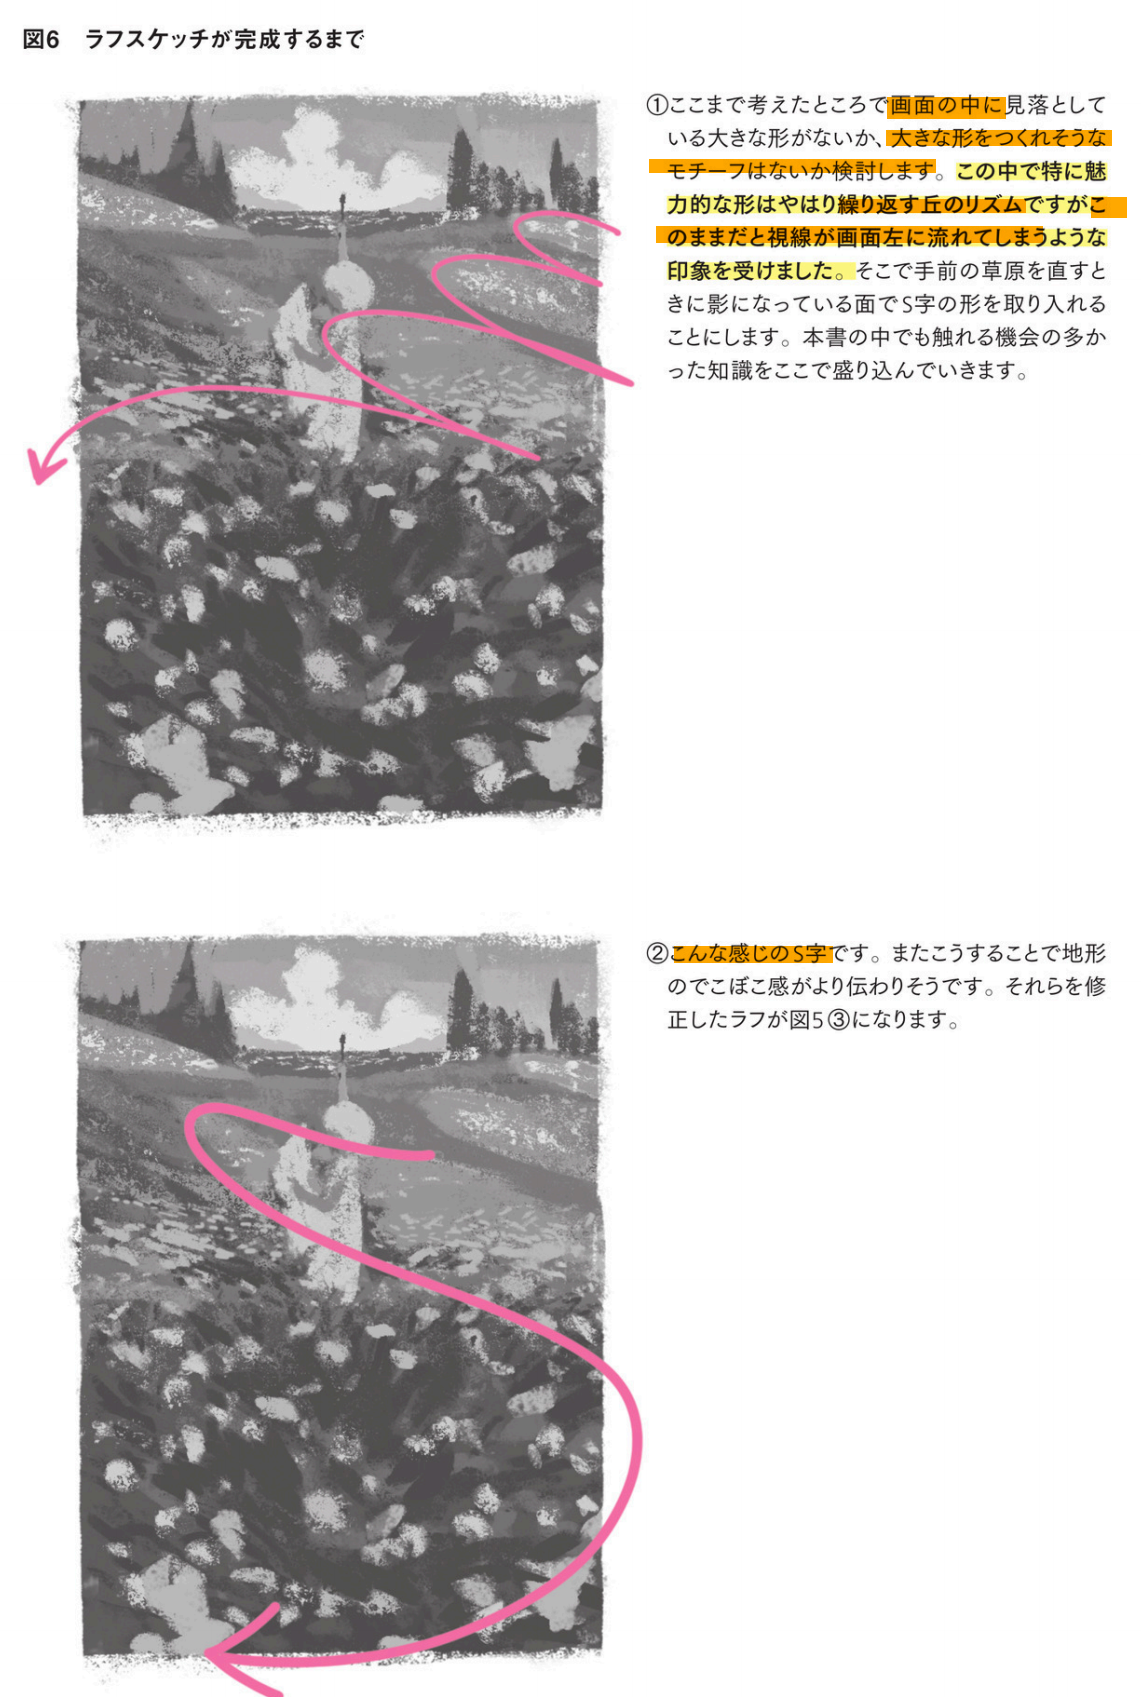 図6　ラフスケッチが完成するまで
①ここまで考えたところで画面の中に見落として
いる大きな形がないか、大きな形をつくれそうな
モチーフはないか検討します。この中で特に魅
力的な形はやはり繰り返す丘のリズムですがこ
のままだと視線が画面左に流れてしまうような
印象を受けました。そこで手前の草原を直すと
きに影になっている面でS字の形を取り入れる
ことにします。本書の中でも触れる機会の多か
った知識をここで盛り込んでいきます。
②こんな感じのS字です。またこうすることで地形
のでこぼこ感がより伝わりそうです。それらを修
正したラフが図5③になります。